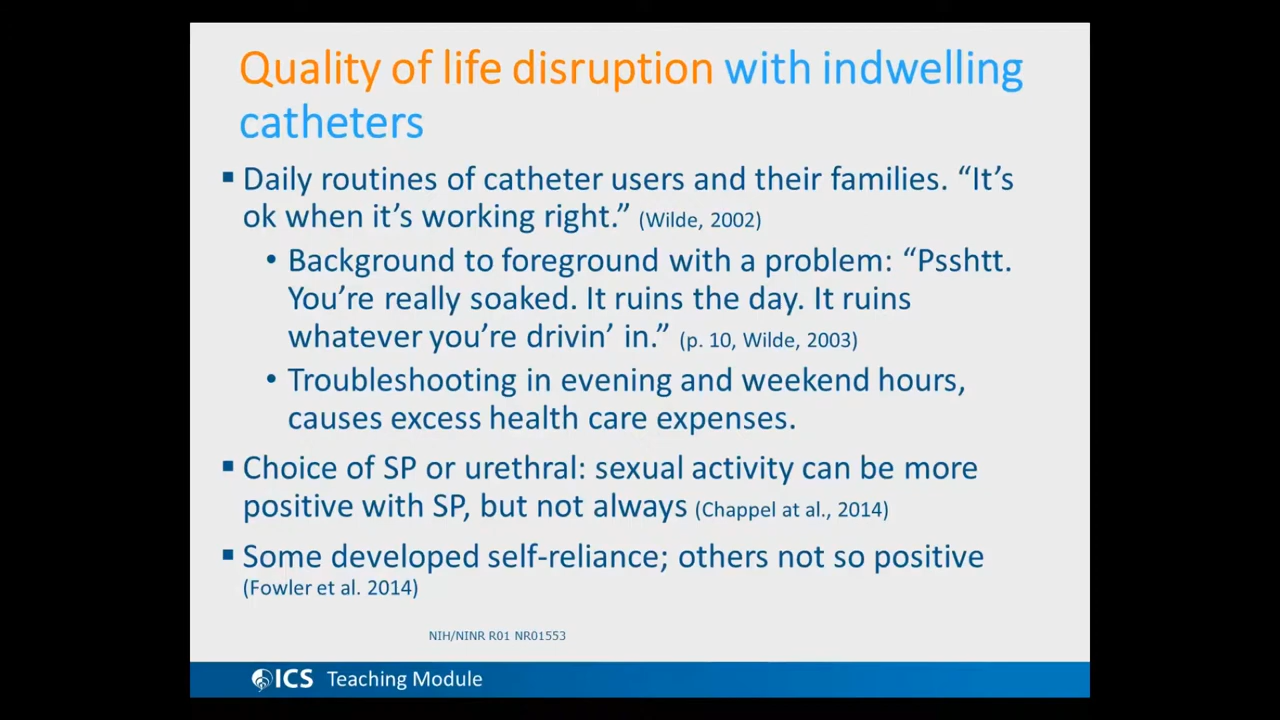 Quality of life disruption with indwelling
catheters
▪ Daily routines of catheter users and their families. “It’s
ok when it’s working right.” (Wilde, 2002)
• Background to foreground with a problem: “Psshtt.
You’re really soaked. It ruins the day. It ruins
whatever you’re drivin’ in.” (p. 10, Wilde, 2003)
• Troubleshooting in evening and weekend hours,
causes excess health care expenses.
▪ Choice of SP or urethral: sexual activity can be more
positive with SP, but not always (Chappel at al., 2014)
▪ Some developed self-reliance; others not so positive
(Fowler et al. 2014)
NIH/NINR R01 NR01553
ICS Teaching Module